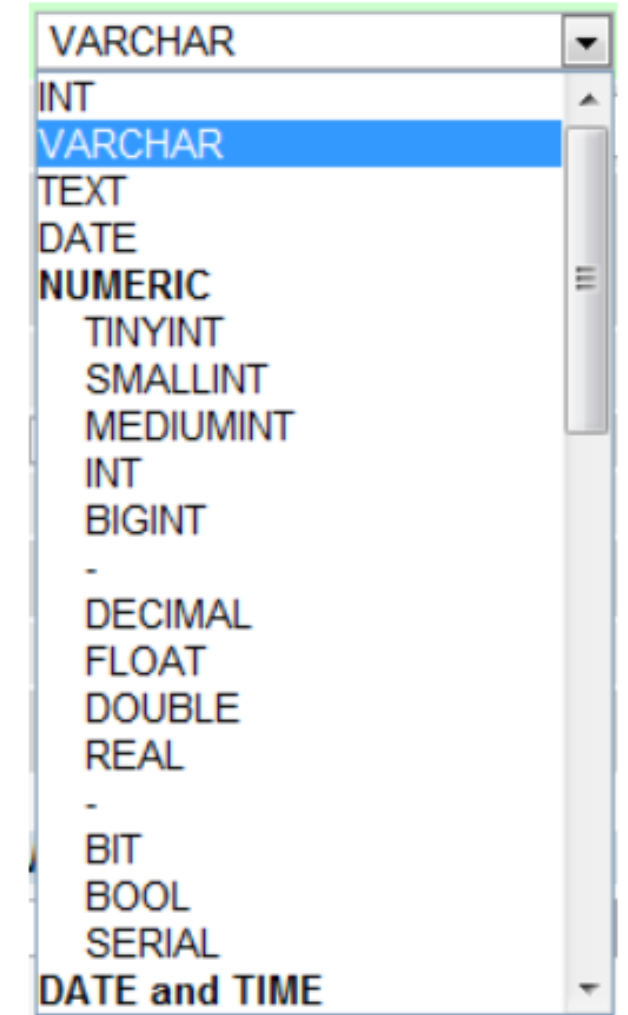 VARCHAR
INT
VARCHAR
TEXT
DATE
NUMERIC
TINYINT
SMALLINT
MEDIUMINT
INT
BIGINT
-
DECIMAL
FLOAT
DOUBLE
REAL
-
BIT
BOOL
SERIAL
DATE and TIME